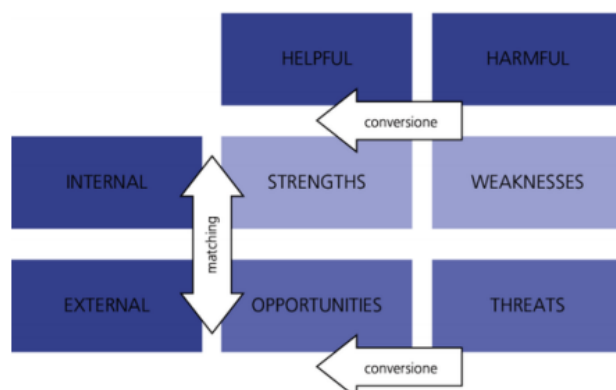 HELPFUL HARMFUL
conversione
INTERNAL STRENGTHS WEAKNESSES
matching
EXTERNAL OPPORTUNITIES THREATS
conversione